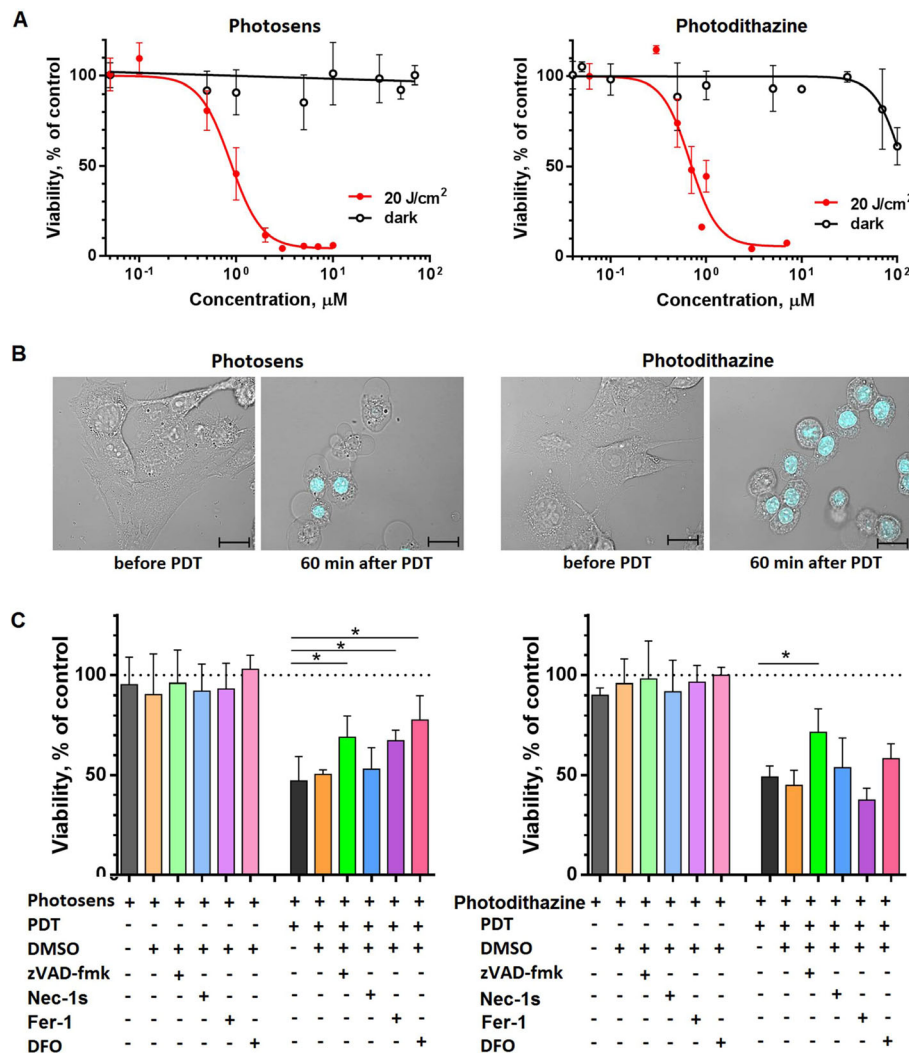 A
Photosens
Photodithazine
Viability, % of control
100
50
0
20 J/cm²
dark
10⁻¹ 10⁰ 10¹ 10²
Concentration, μM
Viability, % of control
100
50
0
20 J/cm²
dark
10⁻¹ 10⁰ 10¹ 10²
Concentration, μM
B
Photosens
Photodithazine
before PDT
60 min after PDT
before PDT
60 min after PDT
C
Viability, % of control
100
50
0
* * *
Viability, % of control
100
50
0
*
Photosens + + + + + + + + + + + +
PDT - - - - - - + + + + + +
DMSO - + + + + + - + + + + +
zVAD-fmk - - + - - - - - + - - -
Nec-1s - - - + - - - - - + - -
Fer-1 - - - - + - - - - - + -
DFO - - - - - + - - - - - +
Photodithazine + + + + + + + + + + + +
PDT - - - - - - + + + + + +
DMSO - + + + + + - + + + + +
zVAD-fmk - - + - - - - - + - - -
Nec-1s - - - + - - - - - + - -
Fer-1 - - - - + - - - - - + -
DFO - - - - - + - - - - - +